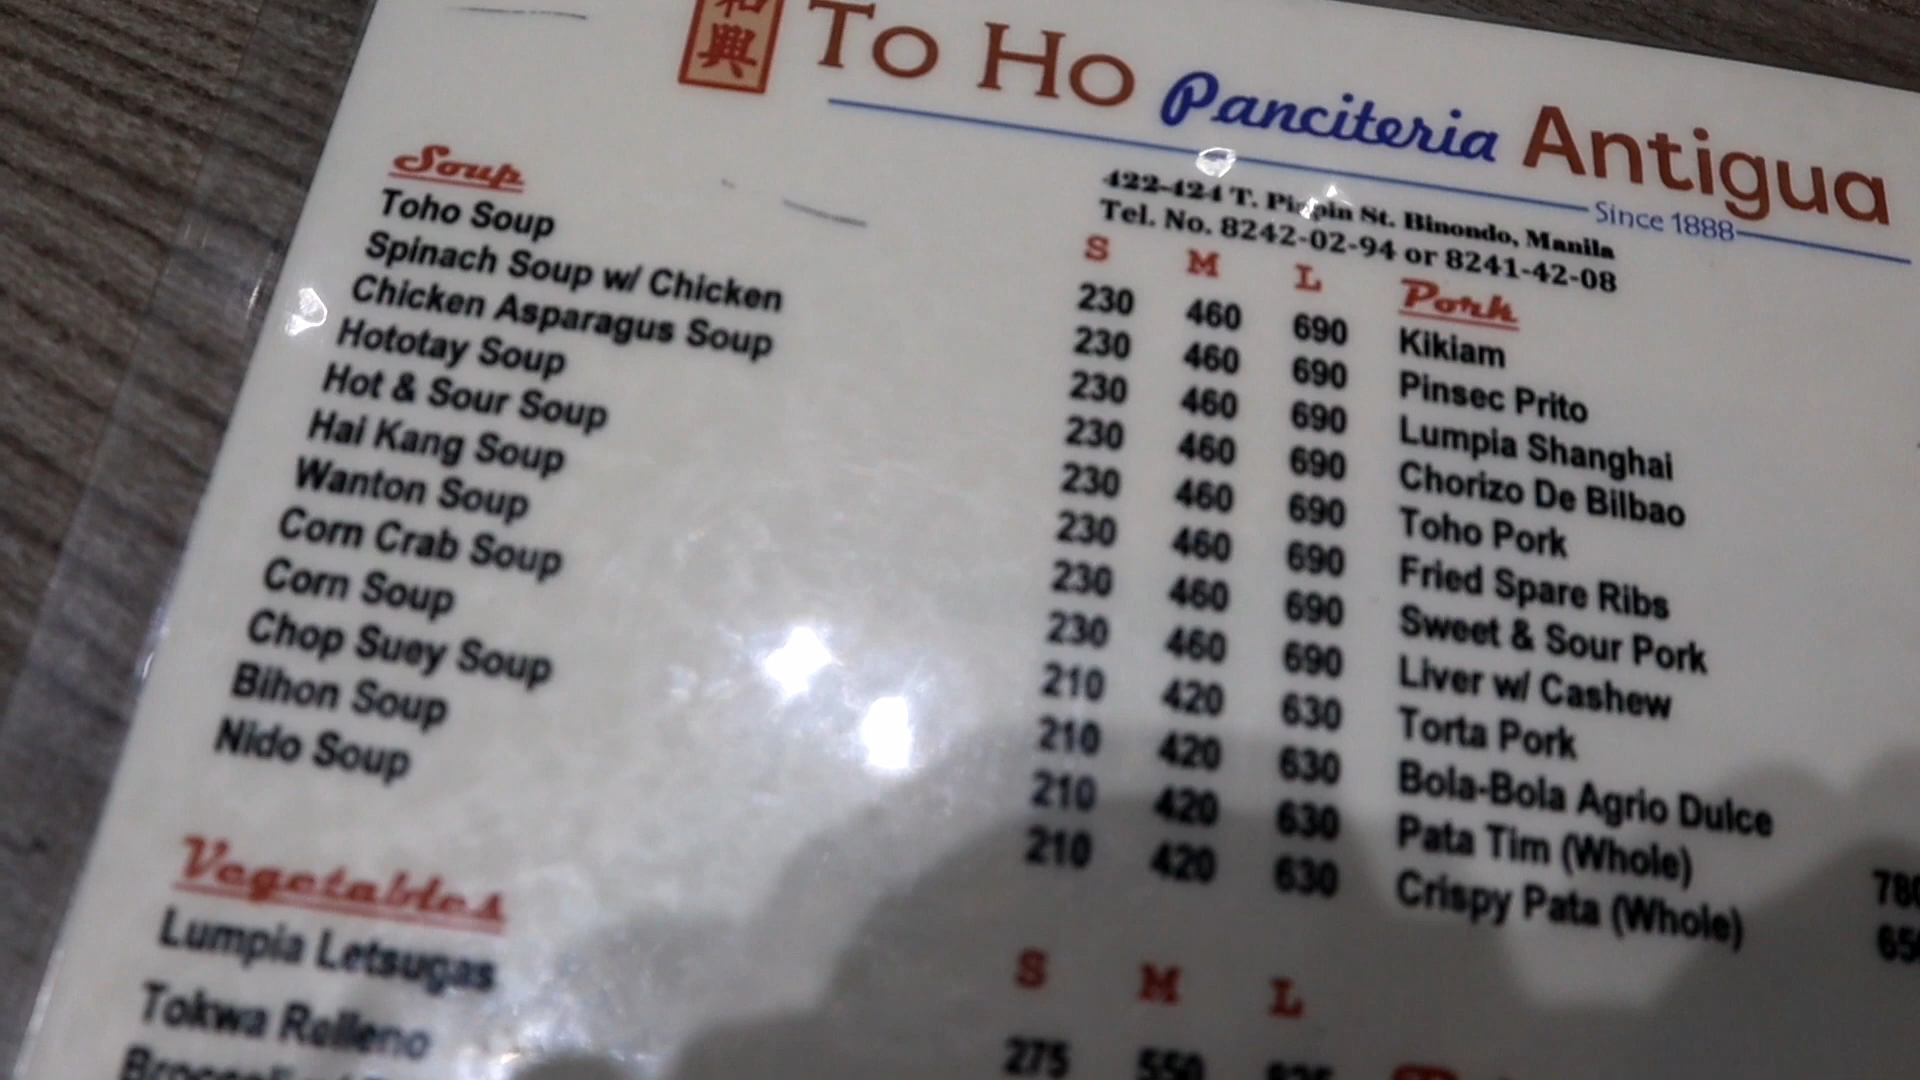 和
興
To Ho Panciteria Antigua
Since 1888
422-424 T. Pinpin St. Binondo, Manila
Tel. No. 8242-02-94 or 8241-42-08
Soup
S M L
Toho Soup 230 460 690
Spinach Soup w/ Chicken 230 460 690
Chicken Asparagus Soup 230 460 690
Hototay Soup 230 460 690
Hot & Sour Soup 230 460 690
Hai Kang Soup 230 460 690
Wanton Soup 230 460 690
Corn Crab Soup 230 460 690
Corn Soup 210 420 630
Chop Suey Soup 210 420 630
Bihon Soup 210 420 630
Nido Soup 210 420 630
Vegetables
S M L
Lumpia Letsugas 275 550
Tokwa Relleno
Pork
Kikiam
Pinsec Prito
Lumpia Shanghai
Chorizo De Bilbao
Toho Pork
Fried Spare Ribs
Sweet & Sour Pork
Liver w/ Cashew
Torta Pork
Bola-Bola Agrio Dulce
Pata Tim (Whole)
Crispy Pata (Whole)